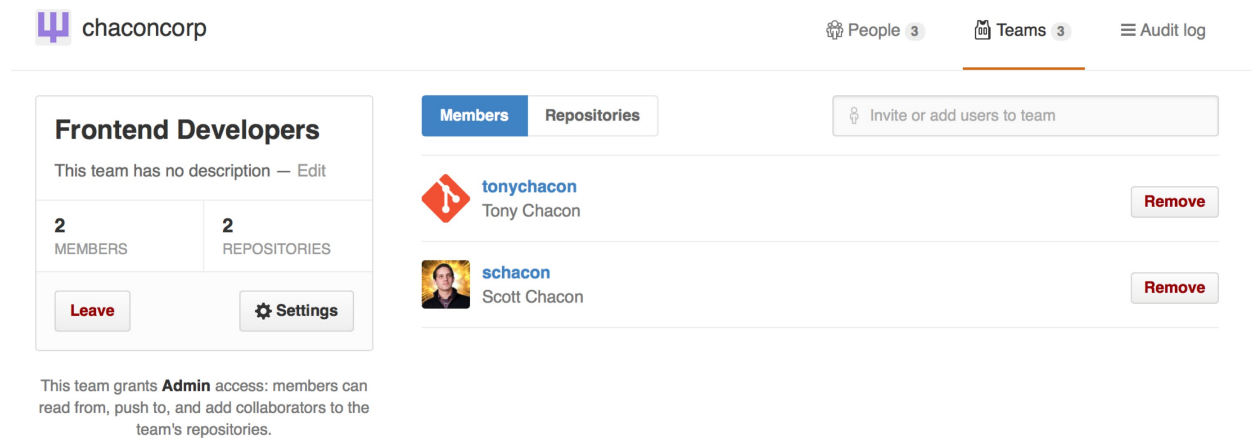 chaconcorp
People 3
Teams 3
Audit log
Frontend Developers
This team has no description — Edit
2
MEMBERS
2
REPOSITORIES
Leave
Settings
This team grants Admin access: members can
read from, push to, and add collaborators to the
team's repositories.
Members
Repositories
Invite or add users to team
tonychacon
Tony Chacon
Remove
schacon
Scott Chacon
Remove